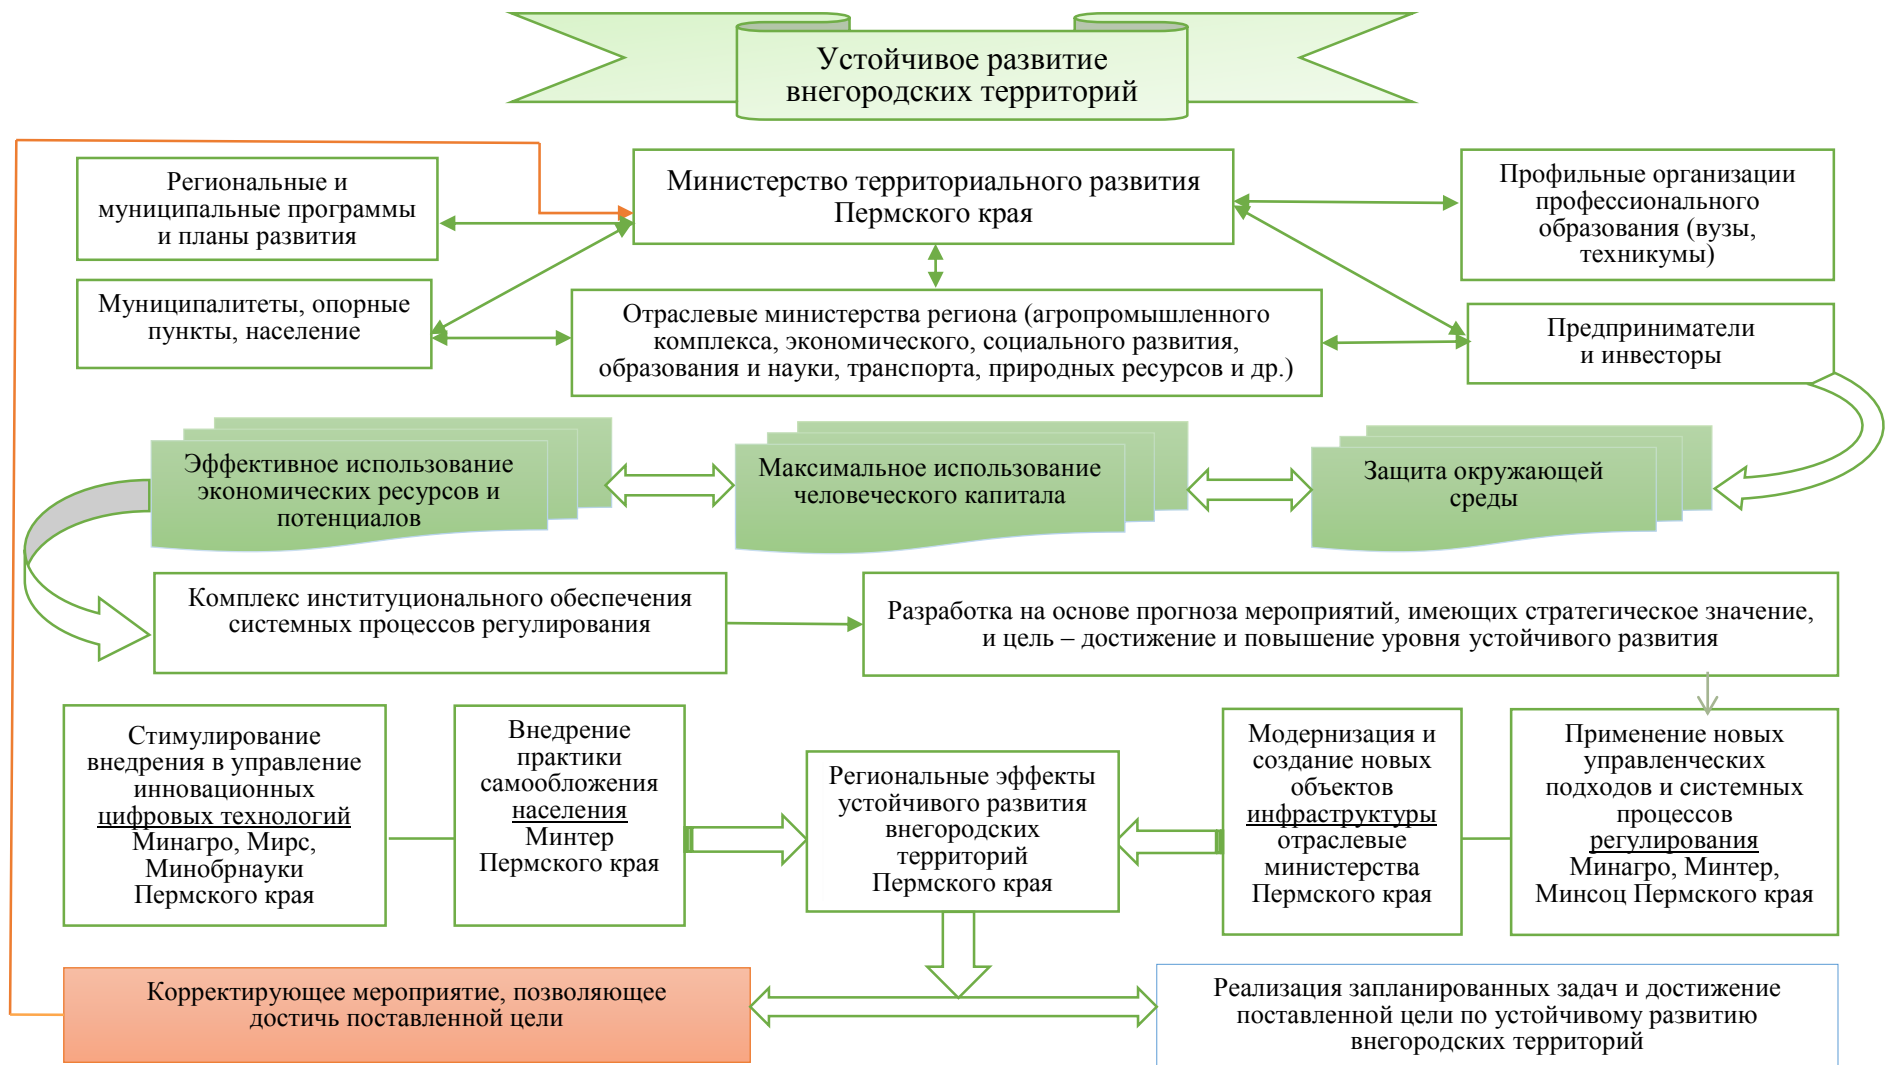 Устойчивое развитие
внегородских территорий
Региональные и
муниципальные программы
и планы развития
Министерство территориального развития
Пермского края
Профильные организации
профессионального
образования (вузы,
техникумы)
Муниципалитеты, опорные
пункты, население
Отраслевые министерства региона (агропромышленного
комплекса, экономического, социального развития,
образования и науки, транспорта, природных ресурсов и др.)
Предприниматели
и инвесторы
Эффективное использование
экономических ресурсов и
потенциалов
Максимальное использование
человеческого капитала
Защита окружающей
среды
Комплекс институционального обеспечения
системных процессов регулирования
Разработка на основе прогноза мероприятий, имеющих стратегическое значение,
и цель – достижение и повышение уровня устойчивого развития
Стимулирование
внедрения в управление
инновационных
цифровых технологий
Минагро, Мирс,
Минобрнауки
Пермского края
Внедрение
практики
самообложения
населения
Минтер
Пермского края
Региональные эффекты
устойчивого развития
внегородских
территорий
Пермского края
Модернизация и
создание новых
объектов
инфраструктуры
отраслевые
министерства
Пермского края
Применение новых
управленческих
подходов и системных
процессов
регулирования
Минагро, Минтер,
Минсоц Пермского края
Корректирующее мероприятие, позволяющее
достичь поставленной цели
Реализация запланированных задач и достижение
поставленной цели по устойчивому развитию
внегородских территорий